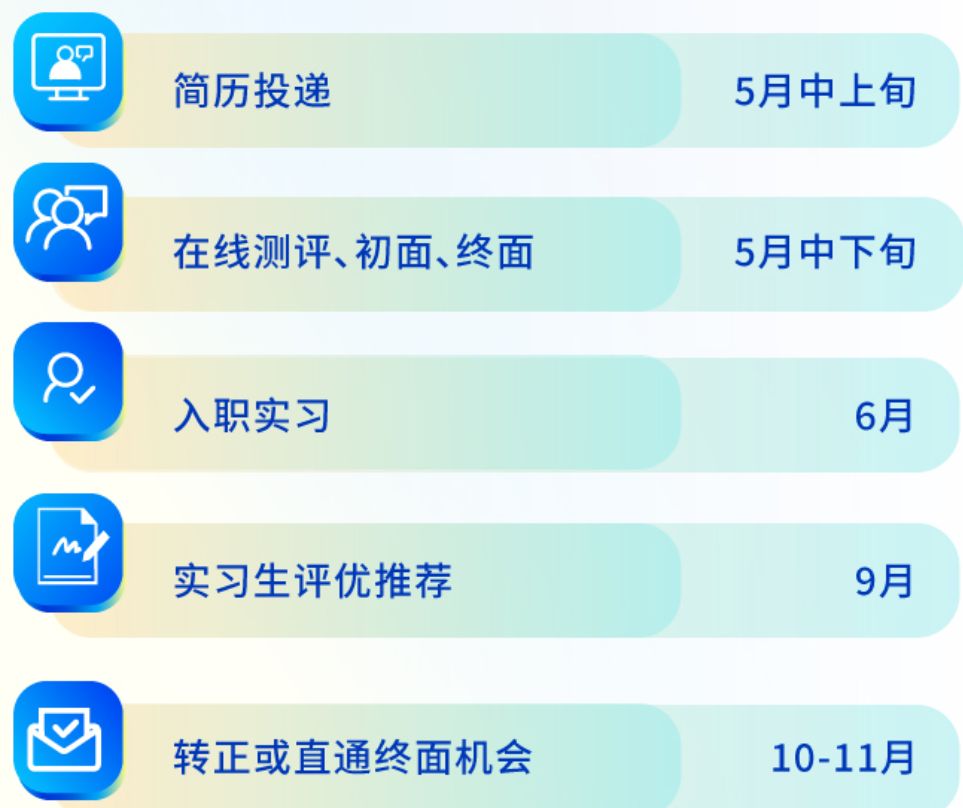 简历投递 5月中上旬
在线测评、初面、终面 5月中下旬
入职实习 6月
实习生评优推荐 9月
转正或直通终面机会 10-11月